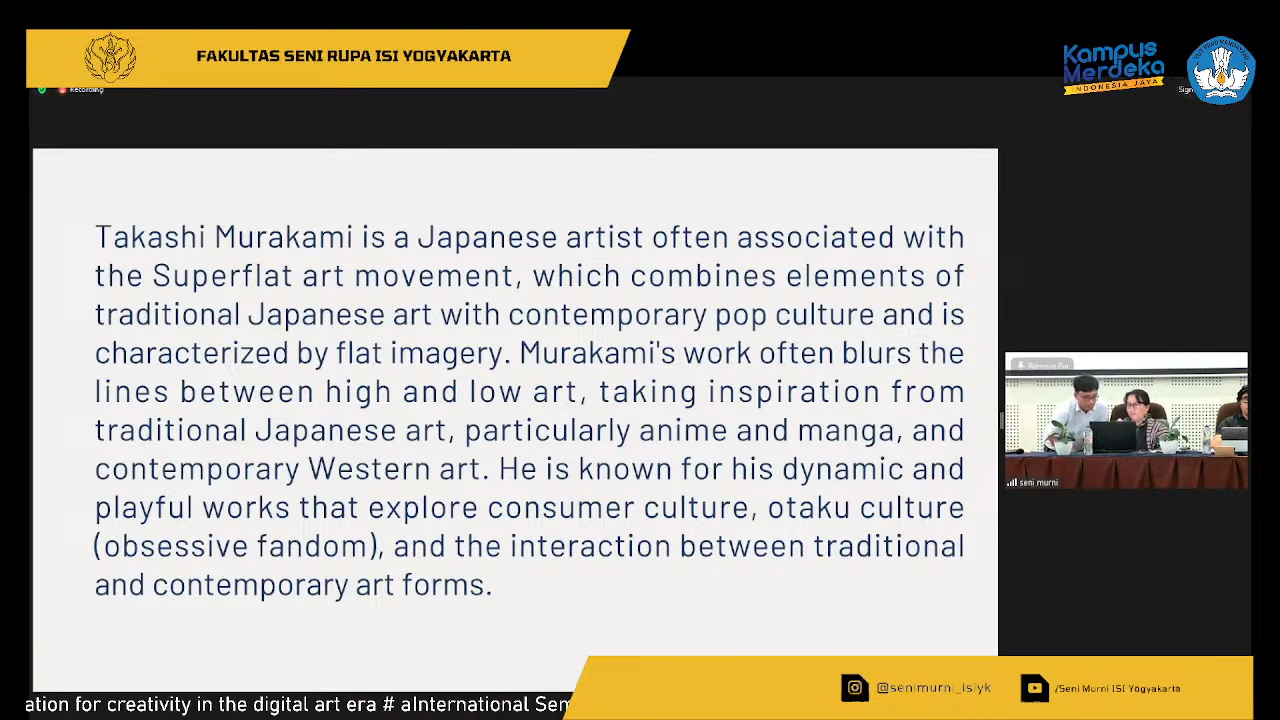 FAKULTAS SENI RUPA ISI YOGYAKARTA
Kampus
Merdeka
INDONESIA JAYA
Recording
Sign
Takashi Murakami is a Japanese artist often associated with
the Superflat art movement, which combines elements of
traditional Japanese art with contemporary pop culture and is
characterized by flat imagery. Murakami's work often blurs the
lines between high and low art, taking inspiration from
traditional Japanese art, particularly anime and manga, and
contemporary Western art. He is known for his dynamic and
playful works that explore consumer culture, otaku culture
(obsessive fandom), and the interaction between traditional
and contemporary art forms.
Remove Pin
seni murni
@senimurni_isiyk
/Seni Murni ISI Yogyakarta
ation for creativity in the digital art era # aInternational Sem